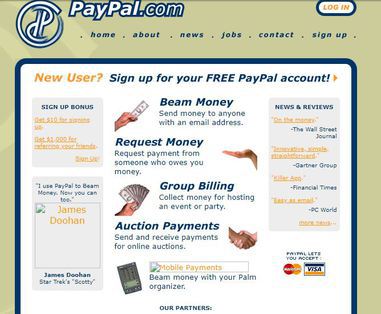 PayPal.com
LOG IN
home . about . news . jobs . contact . sign up .
New User? Sign up for your FREE PayPal account!
SIGN UP BONUS
Get $10 for signing
up.
Get $1,000 for
referring your friends.
Sign Up!
"I use PayPal to Beam
Money. Now you can
too."
James
Doohan
James Doohan
Star Trek's "Scotty"
Beam Money
Send money to anyone
with an email address.
Request Money
Request payment from
someone who owes you
money.
Group Billing
Collect money for hosting
an event or party.
Auction Payments
Send and receive payments
for online auctions.
Mobile Payments
Beam money with your Palm
organizer.
OUR PARTNERS:
NEWS & REVIEWS
"On the money."
-The Wall Street
Journal
"Innovative, simple,
straightforward."
-Gartner Group
"Killer App."
-Financial Times
"Easy as email."
-PC World
more news...
PAYPAL LETS
YOU ACCEPT:
MasterCard
VISA